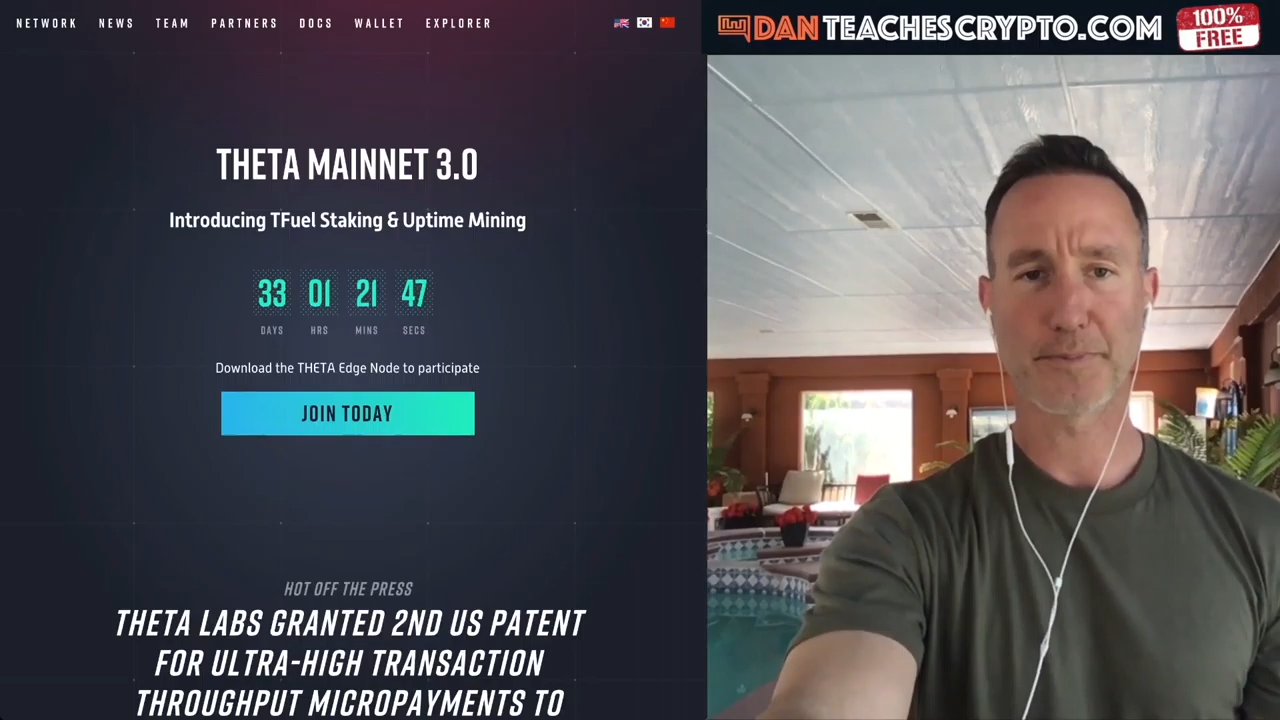 NETWORK NEWS TEAM PARTNERS DOCS WALLET EXPLORER
DANTEACHESCRYPTO.COM
100%
FREE
THETA MAINNET 3.0
Introducing TFuel Staking & Uptime Mining
33 01 21 47
DAYS HRS MINS SECS
Download the THETA Edge Node to participate
JOIN TODAY
HOT OFF THE PRESS
THETA LABS GRANTED 2ND US PATENT
FOR ULTRA-HIGH TRANSACTION
THROUGHPUT MICROPAYMENTS TO